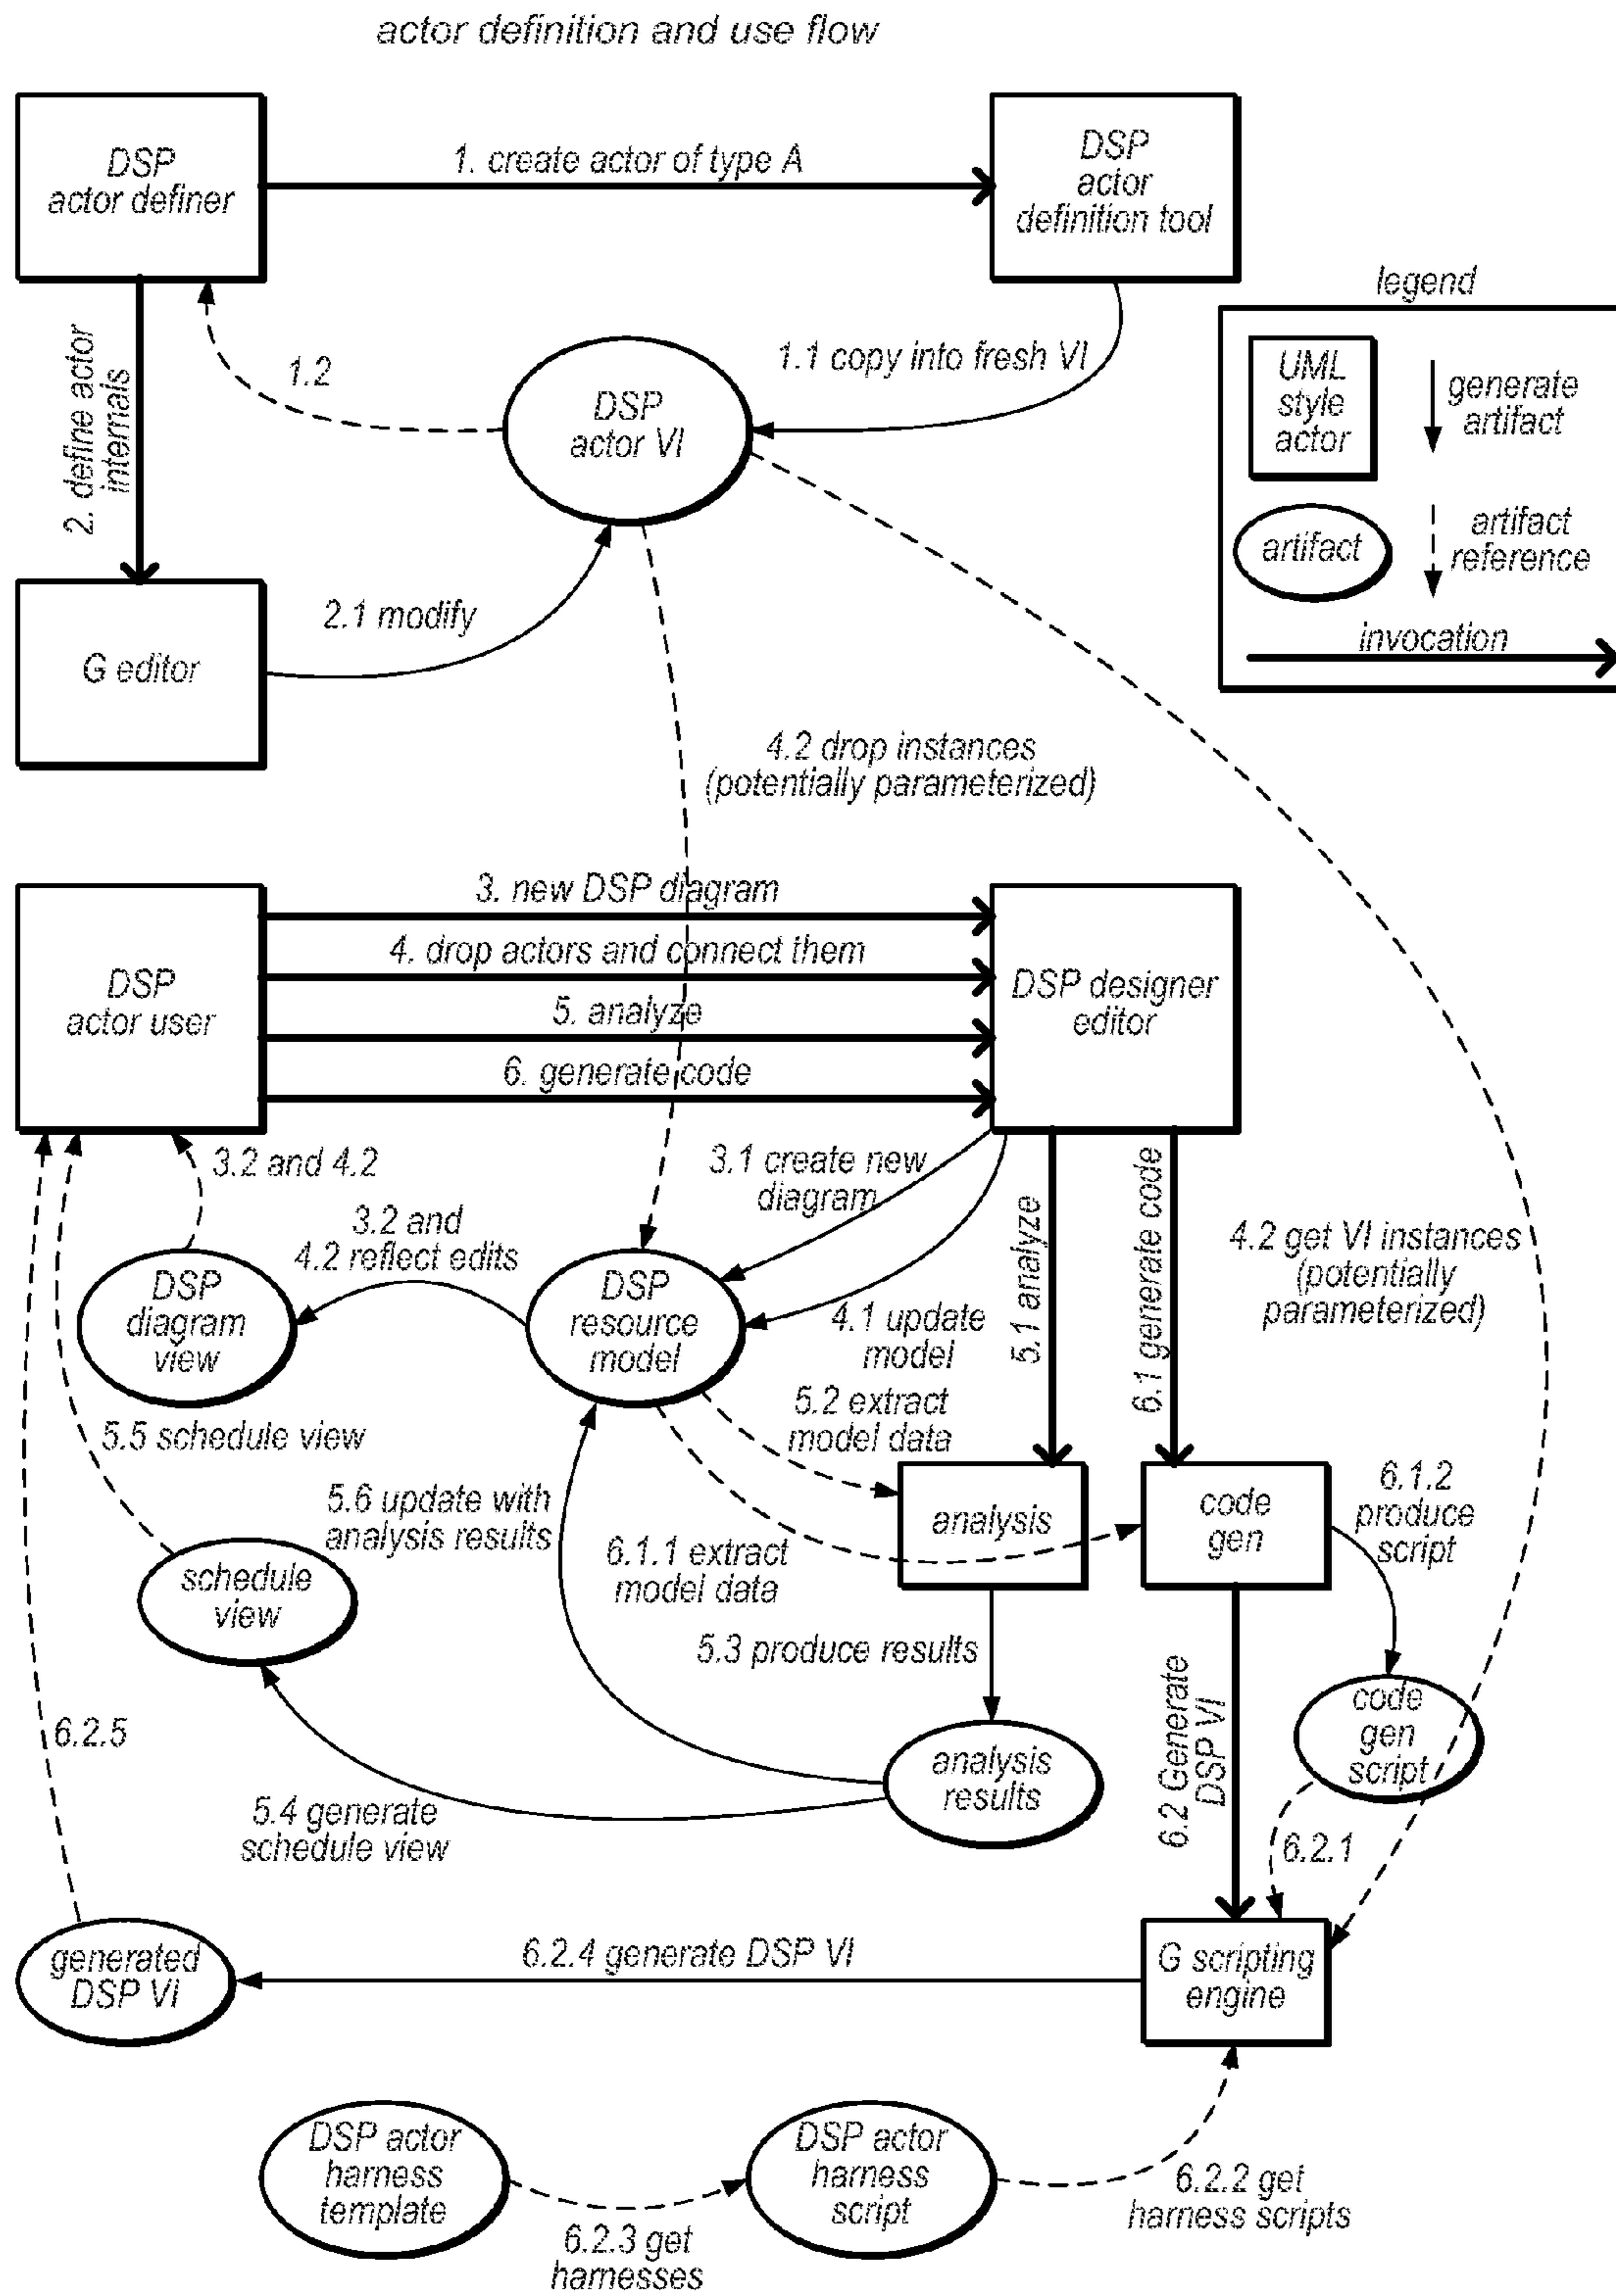 actor definition and use flow
DSP
actor definer
1. create actor of type A
DSP
actor
definition tool
legend
UML
style
actor
generate
artifact
artifact
artifact
reference
invocation
1.2
DSP
actor VI
1.1 copy into fresh VI
2. define actor
internals
G editor
2.1 modify
4.2 drop instances
(potentially parameterized)
DSP
actor user
3. new DSP diagram
4. drop actors and connect them
5. analyze
6. generate code
DSP designer
editor
3.2 and 4.2
3.2 and
4.2 reflect edits
3.1 create new
diagram
5.1 analyze
6.1 generate code
4.2 get VI instances
(potentially
parameterized)
DSP
diagram
view
DSP
resource
model
4.1 update
model
5.2 extract
model data
5.5 schedule view
5.6 update with
analysis results
6.1.1 extract
model data
analysis
code
gen
6.1.2
produce
script
schedule
view
5.3 produce results
6.2.5
analysis
results
6.2 Generate
DSP VI
code
gen
script
5.4 generate
schedule view
6.2.1
generated
DSP VI
6.2.4 generate DSP VI
G scripting
engine
DSP actor
harness
template
DSP actor
harness
script
6.2.2 get
harness scripts
6.2.3 get
harnesses